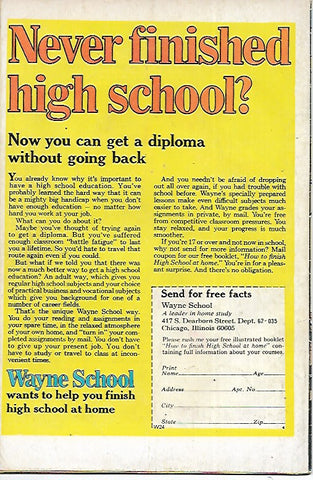 Never finished
high school?
Now you can get a diploma
without going back
You already know why it's important to
have a high school education. You've
probably learned the hard way that it can
be a mighty big handicap when you don't
have enough education — no matter how
hard you work at your job.
What can you do about it?
Maybe you've thought of trying again
to get a diploma. But you've suffered
enough classroom "battle fatigue" to last
you a lifetime. So you'd hate to travel that
route again even if you could.
But what if we told you that there was
now a much better way to get a high school
education? An adult way, which gives you
regular high school subjects and your choice
of practical business and vocational subjects
which give you background for one of a
number of career fields.
That's the unique Wayne School way.
You do your reading and assignments in
your spare time, in the relaxed atmosphere
of your own home, and "turn in" your com-
pleted assignments by mail. You don't have
to give up your present job. You don't have
to study or travel to class at incon-
venient times.
Wayne School
wants to help you finish
high school at home
And you needn't be afraid of dropping
out all over again, if you had trouble with
school before. Wayne's specially prepared
lessons make even difficult subjects much
easier to take. And Wayne grades your as-
signments in private, by mail. You're free
from competitive classroom pressures. You
stay relaxed, and your progress is much
smoother.
If you're 17 or over and not now in school,
why not send for more information? Mail
coupon for our free booklet, "How to finish
High School at home." You're in for a pleas-
ant surprise. And there's no obligation.
Send for free facts
Wayne School
A leader in home study
417 S. Dearborn Street. Dept. 62-035
Chicago, Illinois 60605
Please rush me your free illustrated booklet
"How to finish High School at home" con-
taining full information about your courses.
Print
Name Age
Address Apt. No.
City
State Zip
W24 4